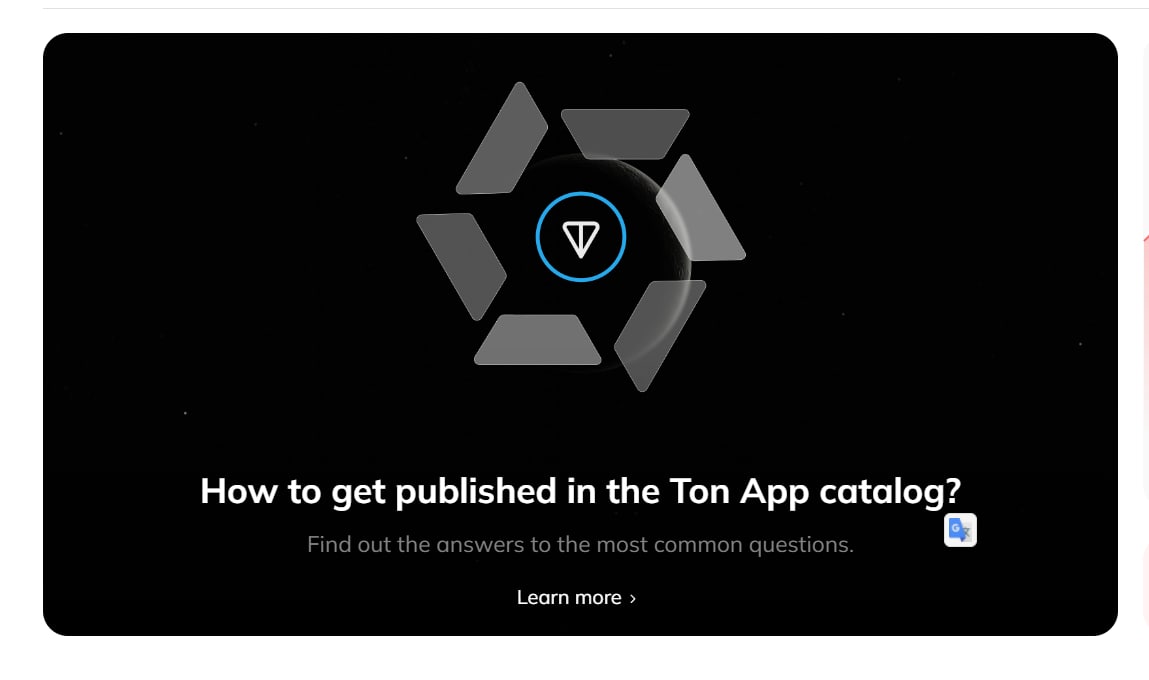 How to get published in the Ton App catalog?
Find out the answers to the most common questions.
Learn more ›